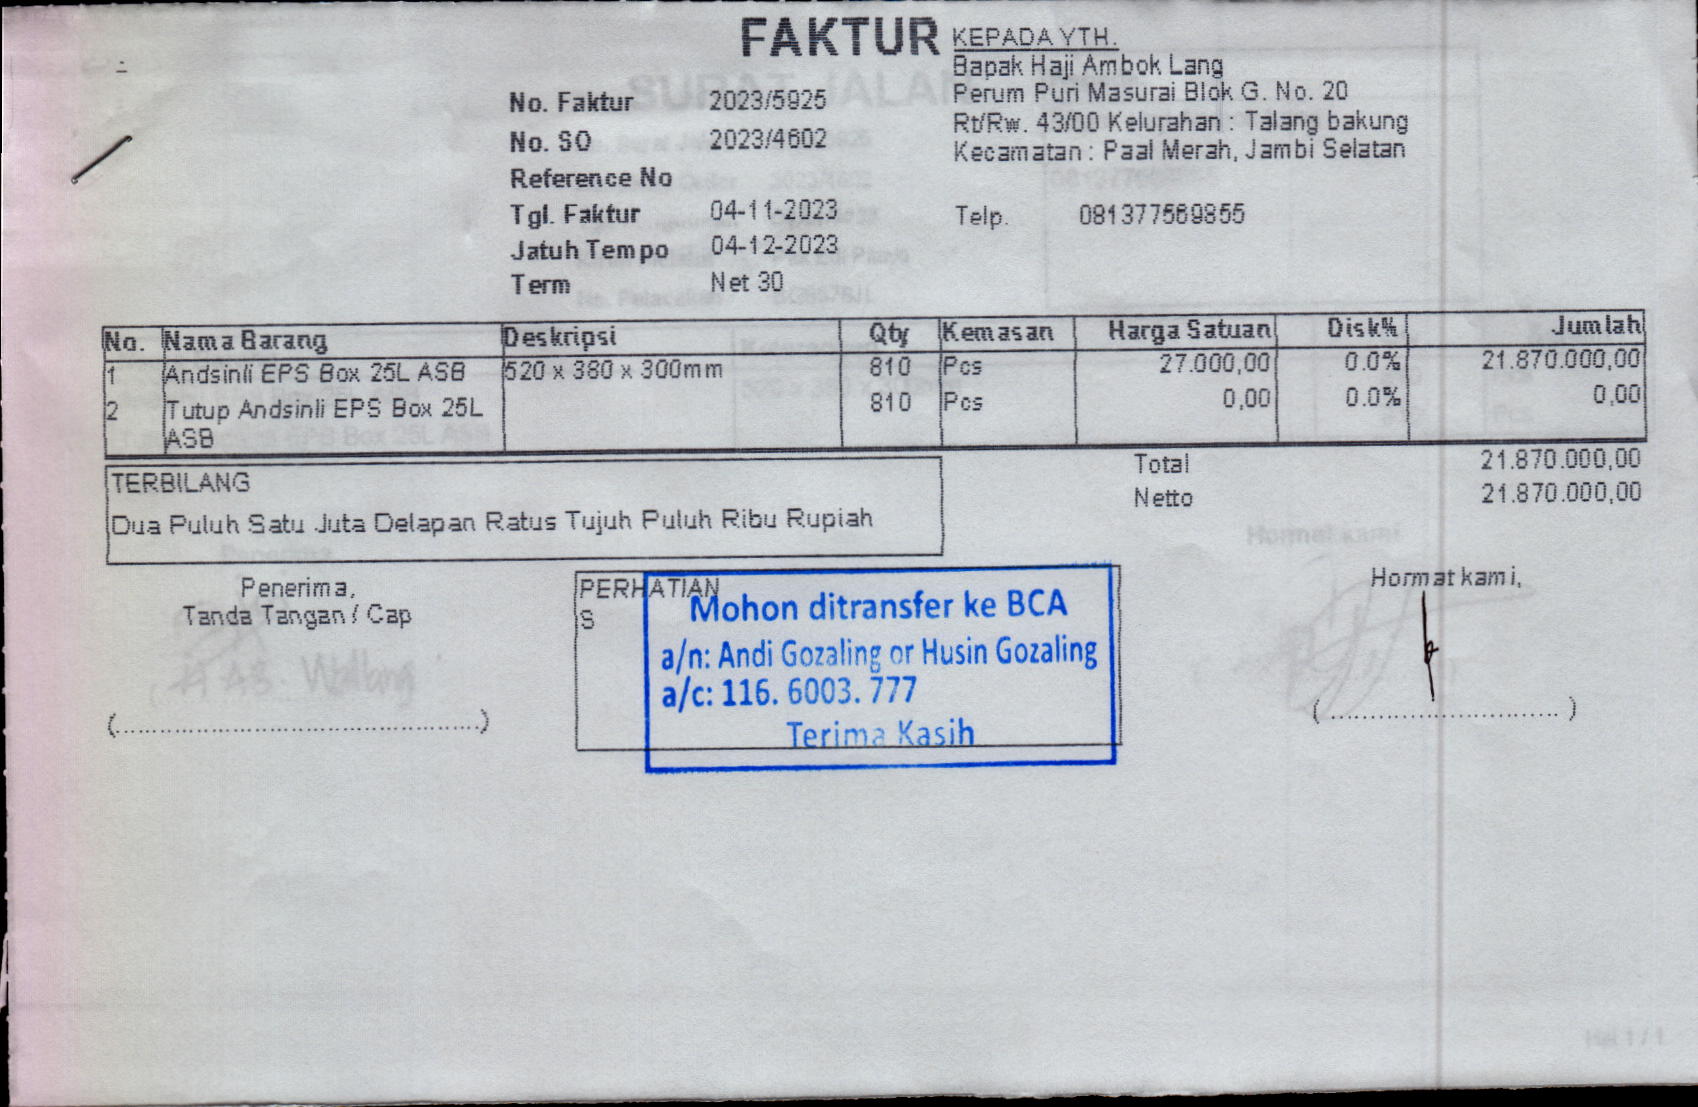 FAKTUR
KEPADA YTH.
Bapak Haji Ambok Lang
Perum Puri Masurai Blok G. No. 20
Rt/Rw. 43/00 Kelurahan : Talang bakung
Kecamatan : Paal Merah, Jambi Selatan
Telp. 081377569855
No. Faktur 2023/5925
No. SO 2023/4602
Reference No
Tgl. Faktur 04-11-2023
Jatuh Tempo 04-12-2023
Term Net 30
No. Nama Barang Deskripsi Qty Kemasan Harga Satuan Disk% Jumlah
1 Andsinli EPS Box 25L ASB 520 x 380 x 300mm 810 Pcs 27.000,00 0.0% 21.870.000,00
2 Tutup Andsinli EPS Box 25L 810 Pcs 0,00 0.0% 0,00
ASB
Total 21.870.000,00
Netto 21.870.000,00
TERBILANG
Dua Puluh Satu Juta Delapan Ratus Tujuh Puluh Ribu Rupiah
Penerima,
Tanda Tangan / Cap
(................................................)
PERHATIAN
S
Mohon ditransfer ke BCA
a/n: Andi Gozaling or Husin Gozaling
a/c: 116. 6003. 777
Terima Kasih
Hormat kami,
(.............................)